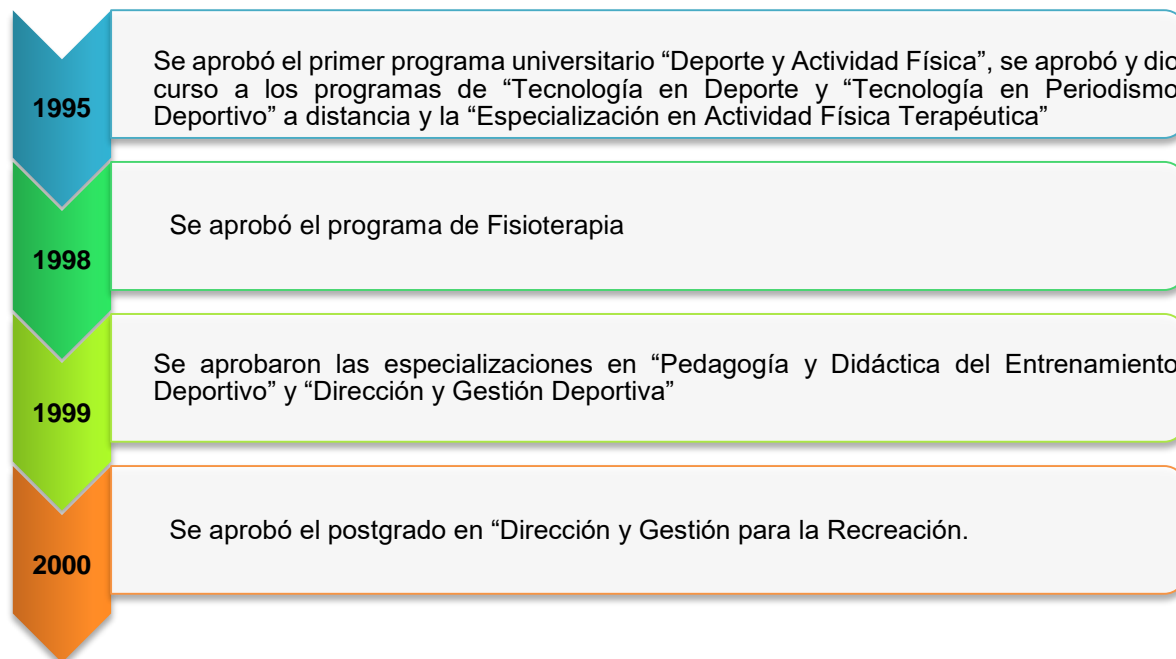 1995
Se aprobó el primer programa universitario “Deporte y Actividad Física”, se aprobó y dio
curso a los programas de “Tecnología en Deporte y “Tecnología en Periodismo
Deportivo” a distancia y la “Especialización en Actividad Física Terapéutica”
1998
Se aprobó el programa de Fisioterapia
1999
Se aprobaron las especializaciones en “Pedagogía y Didáctica del Entrenamiento
Deportivo” y “Dirección y Gestión Deportiva”
2000
Se aprobó el postgrado en “Dirección y Gestión para la Recreación.